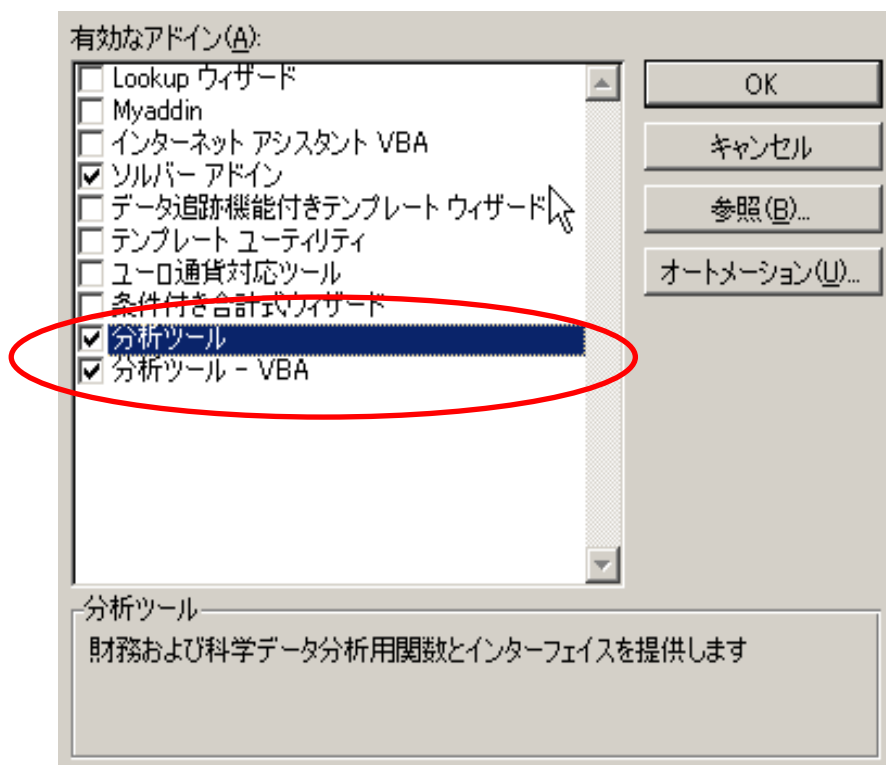 有効なアドイン(A):
Lookup ウィザード
Myaddin
インターネット アシスタント VBA
ソルバー アドイン
データ追跡機能付きテンプレート ウィザード
テンプレート ユーティリティ
ユーロ通貨対応ツール
条件付き合計式ウィザード
分析ツール
分析ツール - VBA
OK
キャンセル
参照(B)...
オートメーション(U)...
分析ツール
財務および科学データ分析用関数とインターフェイスを提供します